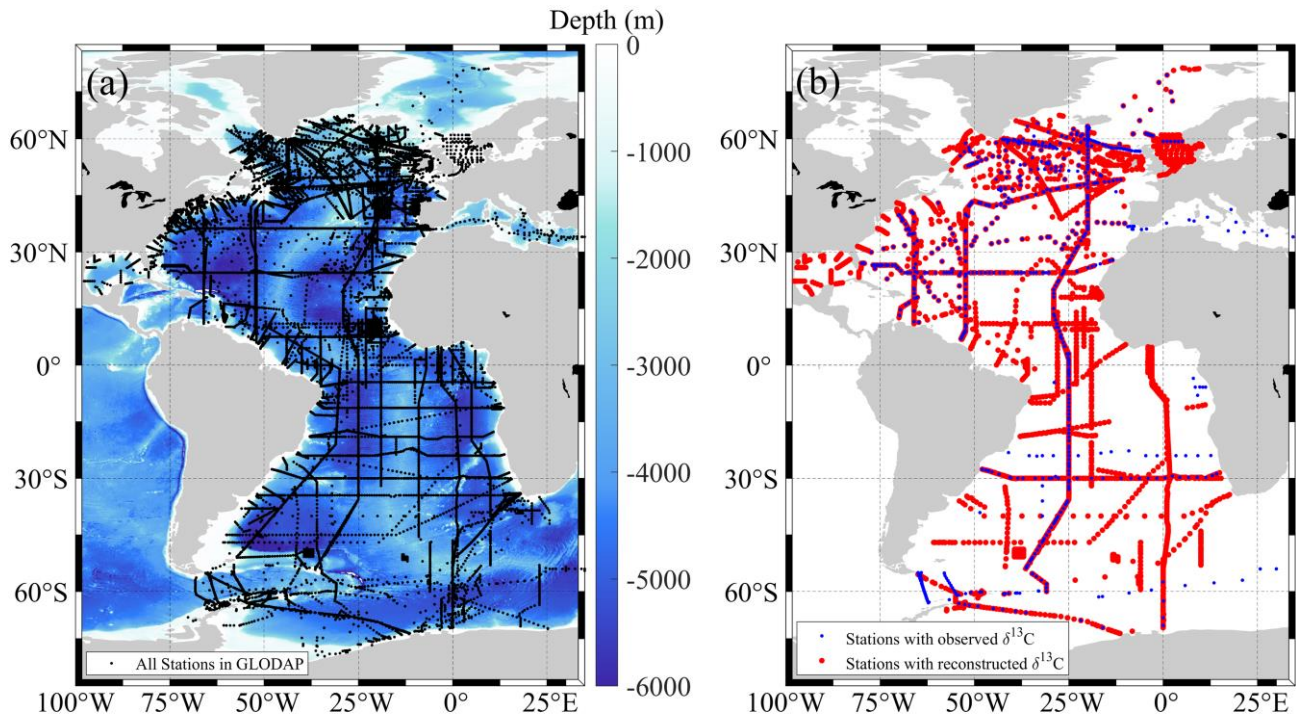 Depth (m)
(a)
(b)
0
-1000
-2000
-3000
-4000
-5000
-6000
60°N
30°N
0°
30°S
60°S
100°W
75°W
50°W
25°W
0°
25°E
All Stations in GLODAP
60°N
30°N
0°
30°S
60°S
100°W
75°W
50°W
25°W
0°
25°E
Stations with observed δ¹³C
Stations with reconstructed δ¹³C